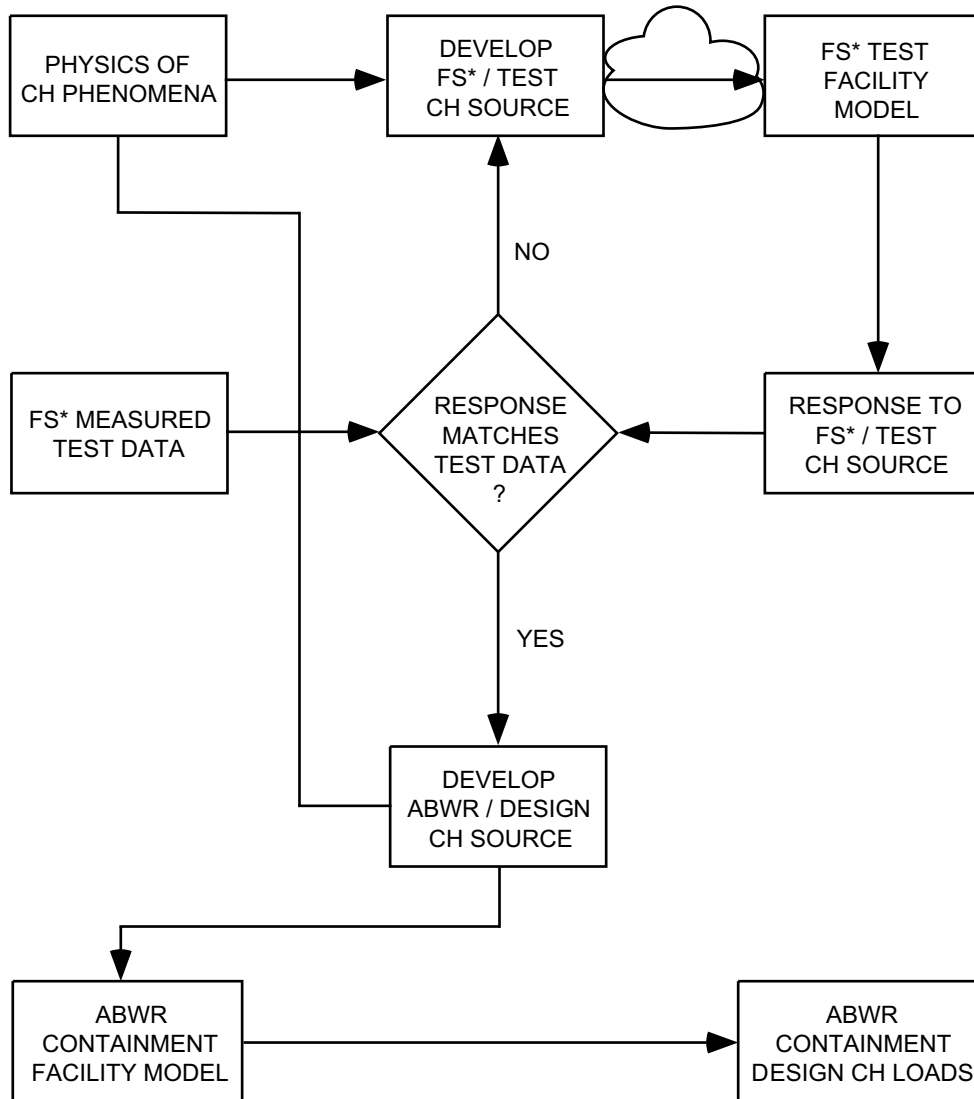 PHYSICS OF
CH PHENOMENA
DEVELOP
FS* / TEST
CH SOURCE
FS* TEST
FACILITY
MODEL
NO
FS* MEASURED
TEST DATA
RESPONSE
MATCHES
TEST DATA
?
RESPONSE TO
FS* / TEST
CH SOURCE
YES
DEVELOP
ABWR / DESIGN
CH SOURCE
ABWR
CONTAINMENT
FACILITY MODEL
ABWR
CONTAINMENT
DESIGN CH LOADS